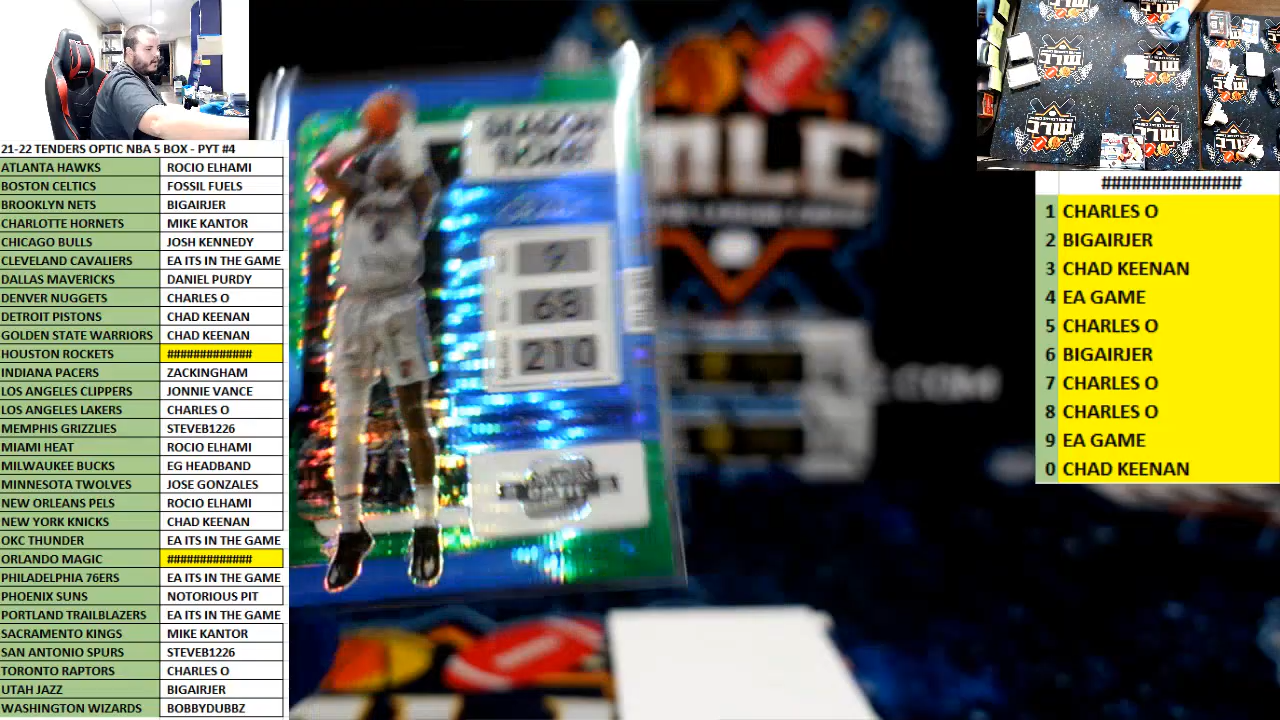 21-22 TENDERS OPTIC NBA 5 BOX - PYT #4
ATLANTA HAWKS ROCIO ELHAMI
BOSTON CELTICS FOSSIL FUELS
BROOKLYN NETS BIGAIRJER
CHARLOTTE HORNETS MIKE KANTOR
CHICAGO BULLS JOSH KENNEDY
CLEVELAND CAVALIERS EA ITS IN THE GAME
DALLAS MAVERICKS DANIEL PURDY
DENVER NUGGETS CHARLES O
DETROIT PISTONS CHAD KEENAN
GOLDEN STATE WARRIORS CHAD KEENAN
HOUSTON ROCKETS #############
INDIANA PACERS ZACKINGHAM
LOS ANGELES CLIPPERS JONNIE VANCE
LOS ANGELES LAKERS CHARLES O
MEMPHIS GRIZZLIES STEVEB1226
MIAMI HEAT ROCIO ELHAMI
MILWAUKEE BUCKS EG HEADBAND
MINNESOTA TWOLVES JOSE GONZALES
NEW ORLEANS PELS ROCIO ELHAMI
NEW YORK KNICKS CHAD KEENAN
OKC THUNDER EA ITS IN THE GAME
ORLANDO MAGIC #############
PHILADELPHIA 76ERS EA ITS IN THE GAME
PHOENIX SUNS NOTORIOUS PIT
PORTLAND TRAILBLAZERS EA ITS IN THE GAME
SACRAMENTO KINGS MIKE KANTOR
SAN ANTONIO SPURS STEVEB1226
TORONTO RAPTORS CHARLES O
UTAH JAZZ BIGAIRJER
WASHINGTON WIZARDS BOBBYDUBBZ
SEASON
TICKET
9
68
210
MLC
.COM
MLC
##############
1 CHARLES O
2 BIGAIRJER
3 CHAD KEENAN
4 EA GAME
5 CHARLES O
6 BIGAIRJER
7 CHARLES O
8 CHARLES O
9 EA GAME
0 CHAD KEENAN